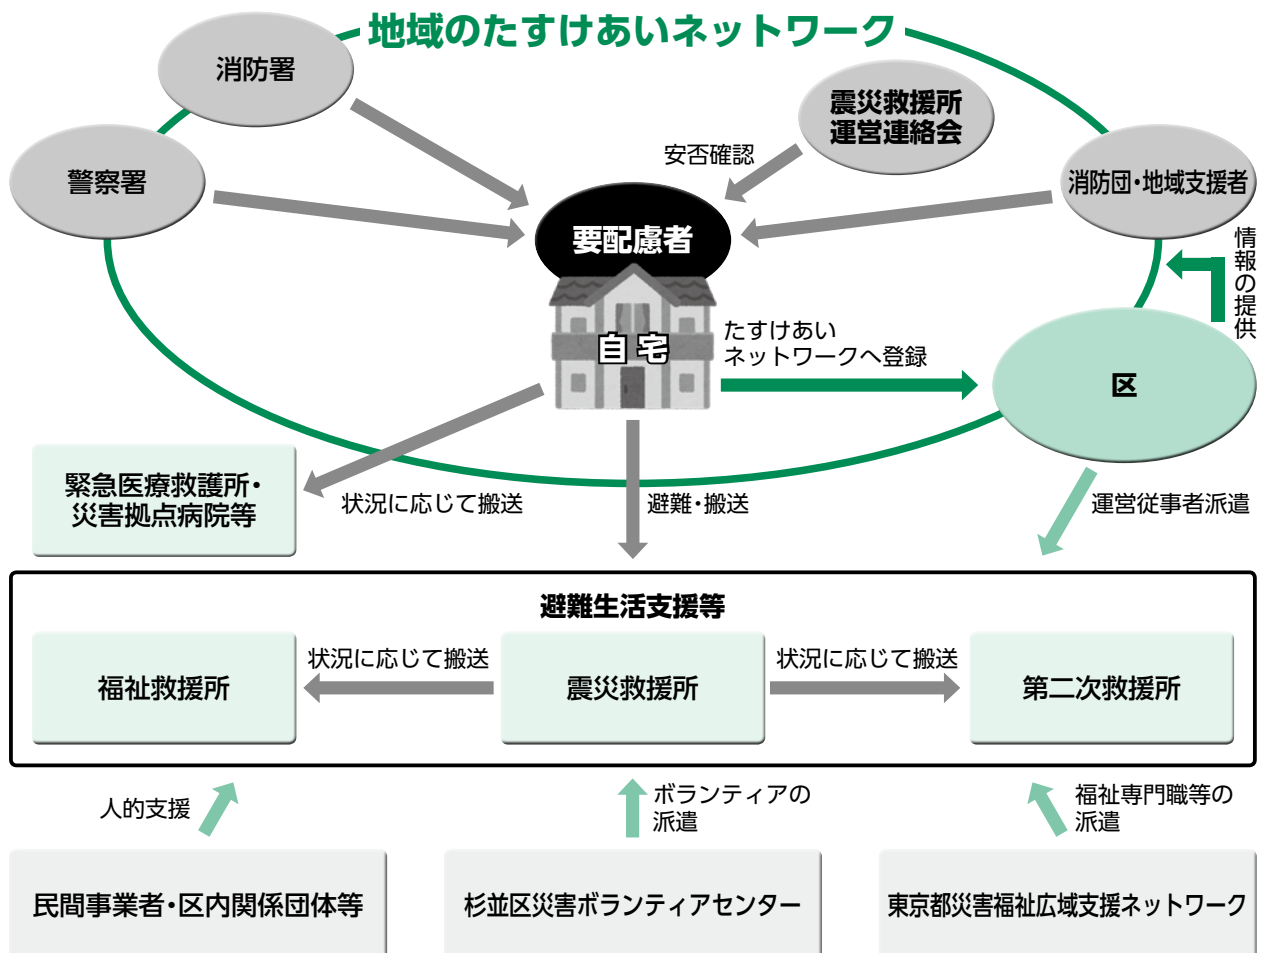 地域のたすけあいネットワーク
消防署
震災救援所
運営連絡会
安否確認
警察署
消防団・地域支援者
要配慮者
情報の提供
自宅
たすけあい
ネットワークへ登録
区
緊急医療救護所・
災害拠点病院等
状況に応じて搬送
避難・搬送
運営従事者派遣
避難生活支援等
福祉救援所
状況に応じて搬送
震災救援所
状況に応じて搬送
第二次救援所
人的支援
ボランティアの
派遣
福祉専門職等の
派遣
民間事業者・区内関係団体等
杉並区災害ボランティアセンター
東京都災害福祉広域支援ネットワーク